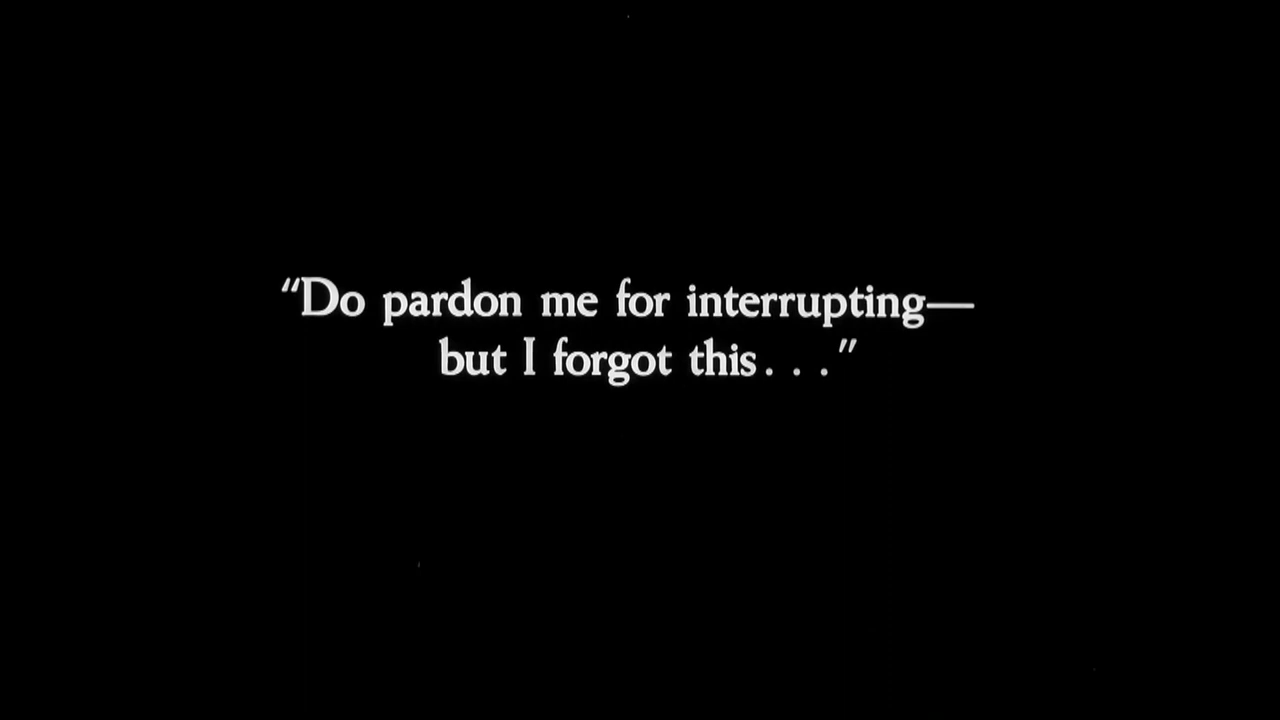 “Do pardon me for interrupting—
but I forgot this. . .”